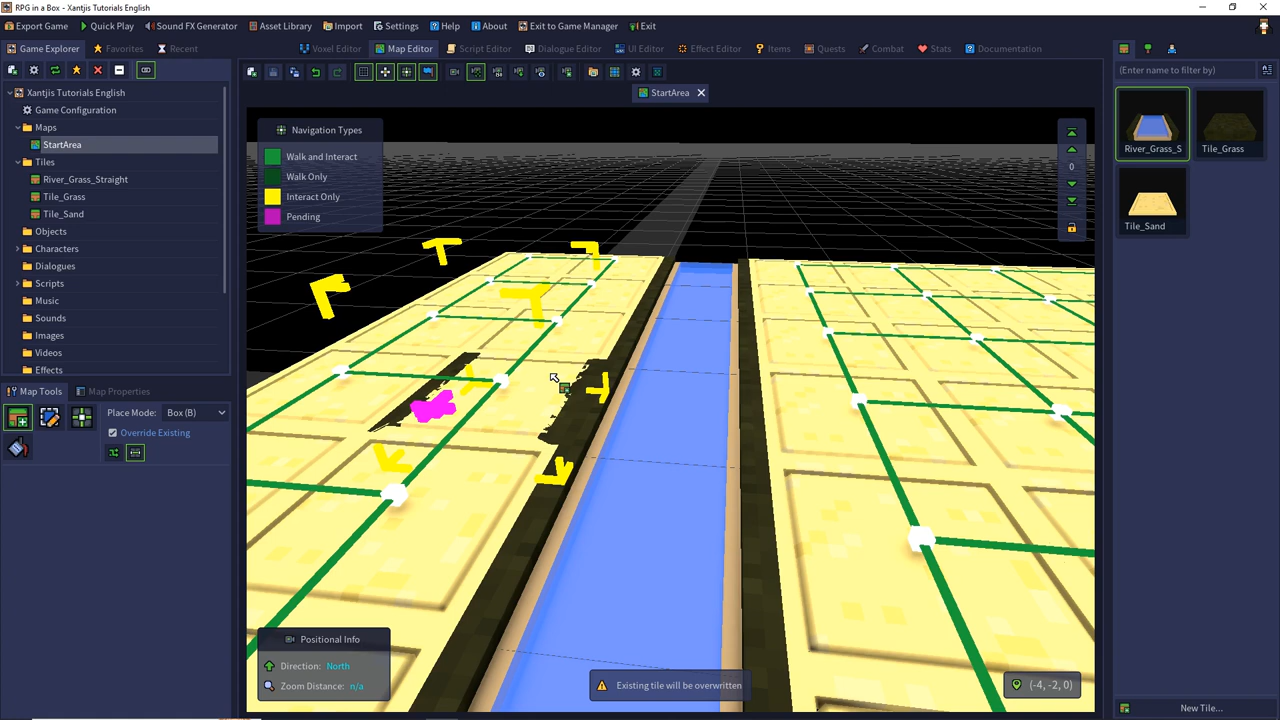 RPG in a Box - Xantjis Tutorials English
Export Game
Quick Play
Sound FX Generator
Asset Library
Import
Settings
Help
About
Exit to Game Manager
Exit
Game Explorer
Favorites
Recent
Voxel Editor
Map Editor
Script Editor
Dialogue Editor
UI Editor
Effect Editor
Items
Quests
Combat
Stats
Documentation
(Enter name to filter by)
StartArea
Xantjis Tutorials English
Game Configuration
Maps
StartArea
Tiles
River_Grass_Straight
Tile_Grass
Tile_Sand
Objects
Characters
Dialogues
Scripts
Music
Sounds
Images
Videos
Effects
Map Tools
Map Properties
Place Mode:
Box (B)
Override Existing
Navigation Types
Walk and Interact
Walk Only
Interact Only
Pending
0
Positional Info
Direction: North
Zoom Distance: n/a
Existing tile will be overwritten
(-4, -2, 0)
River_Grass_S
Tile_Grass
Tile_Sand
New Tile...